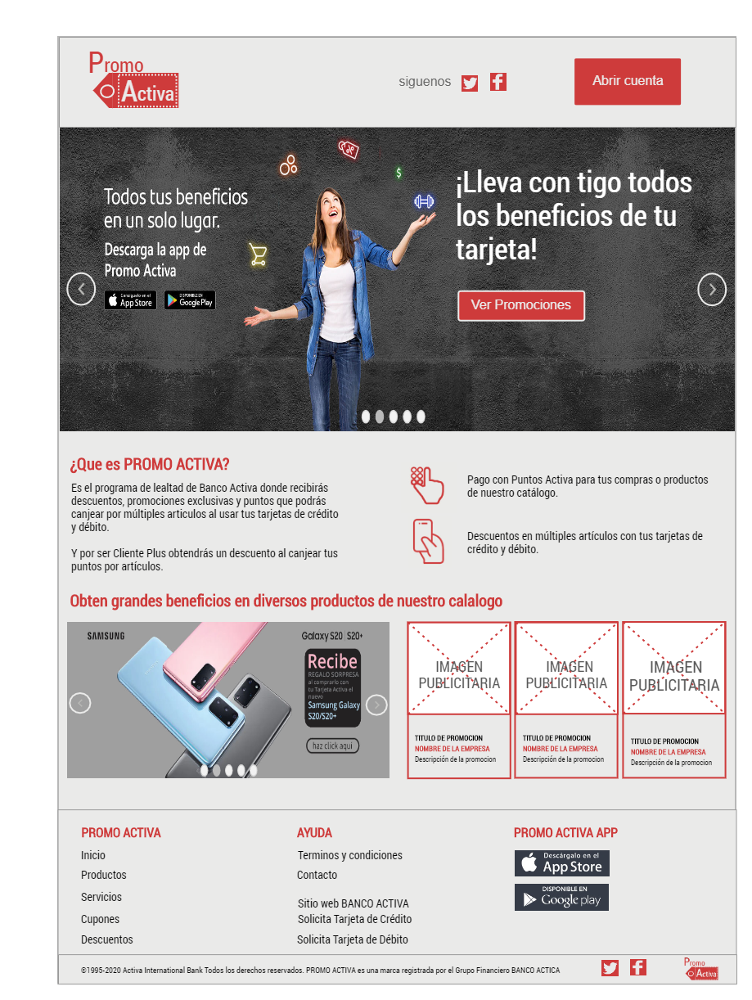 Promo
Activa
siguenos
Abrir cuenta
Todos tus beneficios
en un solo lugar.
Descarga la app de
Promo Activa
Consíguelo en el
App Store
DISPONIBLE EN
Google Play
¡Lleva con tigo todos
los beneficios de tu
tarjeta!
Ver Promociones
¿Que es PROMO ACTIVA?
Es el programa de lealtad de Banco Activa donde recibirás
descuentos, promociones exclusivas y puntos que podrás
canjear por múltiples articulos al usar tus tarjetas de crédito
y débito.
Y por ser Cliente Plus obtendrás un descuento al canjear tus
puntos por artículos.
Pago con Puntos Activa para tus compras o productos
de nuestro catálogo.
Descuentos en múltiples artículos con tus tarjetas de
crédito y débito.
Obten grandes beneficios en diversos productos de nuestro calalogo
SAMSUNG
Galaxy S20 | S20+
Recibe
REGALO SORPRESA
al comprarlo con
tu Tarjeta Activa el
nuevo
Samsung Galaxy
S20/S20+
haz click aqui
IMAGEN
PUBLICITARIA
TITULO DE PROMOCION
NOMBRE DE LA EMPRESA
Descripción de la promocion
IMAGEN
PUBLICITARIA
TITULO DE PROMOCION
NOMBRE DE LA EMPRESA
Descripción de la promocion
IMAGEN
PUBLICITARIA
TITULO DE PROMOCION
NOMBRE DE LA EMPRESA
Descripción de la promocion
PROMO ACTIVA
Inicio
Productos
Servicios
Cupones
Descuentos
AYUDA
Terminos y condiciones
Contacto
Sitio web BANCO ACTIVA
Solicita Tarjeta de Crédito
Solicita Tarjeta de Débito
PROMO ACTIVA APP
Descárgalo en el
App Store
DISPONIBLE EN
Google play
©1995-2020 Activa International Bank Todos los derechos reservados. PROMO ACTIVA es una marca registrada por el Grupo Financiero BANCO ACTICA
Promo
Activa